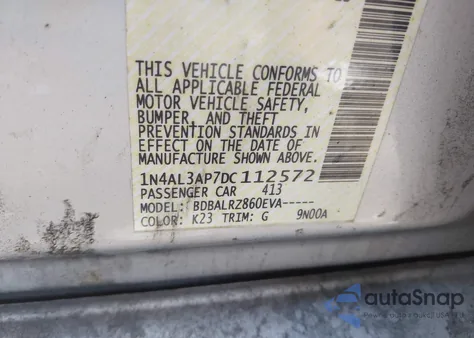 THIS VEHICLE CONFORMS TO
ALL APPLICABLE FEDERAL
MOTOR VEHICLE SAFETY,
BUMPER, AND THEFT
PREVENTION STANDARDS IN
EFFECT ON THE DATE OF
MANUFACTURE SHOWN ABOVE.
1N4AL3AP7DC112572
PASSENGER CAR 413
MODEL: BDBALRZ860EVA-----
COLOR: K23 TRIM: G 9N00A
autoSnap